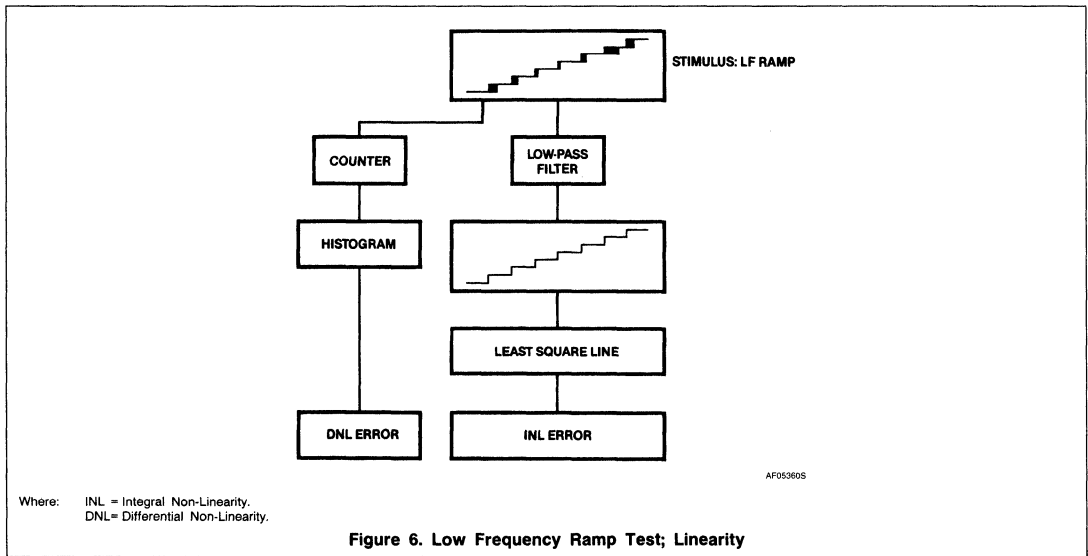 STIMULUS: LF RAMP
COUNTER
LOW-PASS
FILTER
HISTOGRAM
LEAST SQUARE LINE
DNL ERROR
INL ERROR
AF05360S
Where: INL = Integral Non-Linearity.
DNL= Differential Non-Linearity.
Figure 6. Low Frequency Ramp Test; Linearity